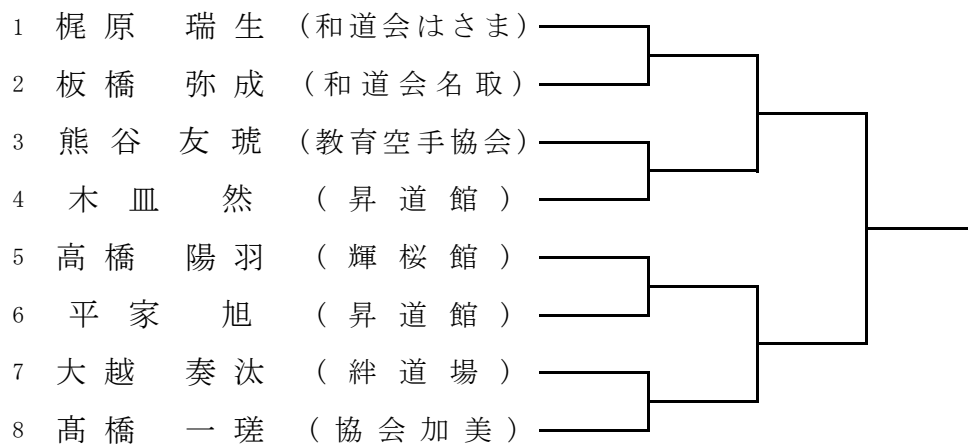 1 梶原 瑞生 (和道会はさま)
2 板橋 弥成 (和道会名取)
3 熊谷 友琥 (教育空手協会)
4 木皿 然 (昇道館)
5 高橋 陽羽 (輝桜館)
6 平家 旭 (昇道館)
7 大越 奏汰 (絆道場)
8 髙橋 一瑳 (協会加美)